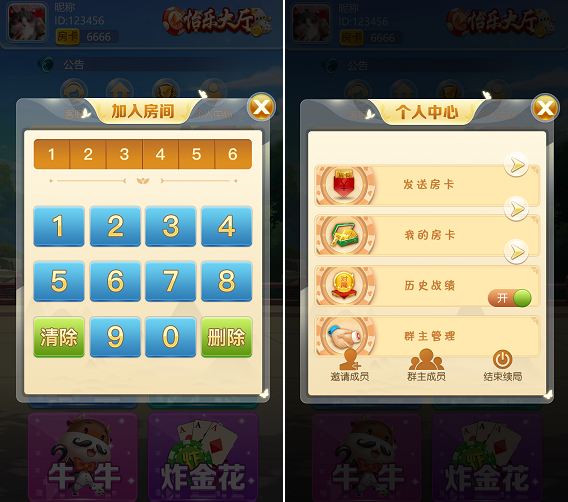 昵称
ID:123456
房卡 6666
怡乐大厅
公告
加入房间
1 2 3 4 5 6
1 2 3 4
5 6 7 8
清除 9 0 删除
牛牛
炸金花
昵称
ID:123456
房卡 6666
怡乐大厅
公告
个人中心
发送房卡
我的房卡
历史战绩
开
群主管理
邀请成员 群主成员 结束续局
牛牛
炸金花